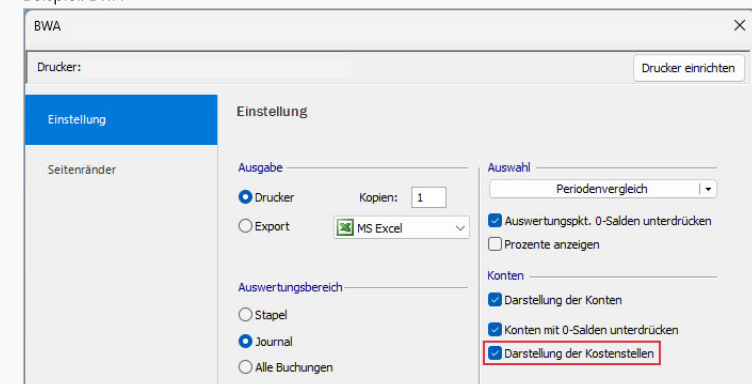 BWA
Drucker:
Drucker einrichten
Einstellung
Seitenränder
Einstellung
Ausgabe
Drucker
Kopien: 1
Export
MS Excel
Auswertungsbereich
Stapel
Journal
Alle Buchungen
Auswahl
Periodenvergleich
Auswertungspkt. 0-Salden unterdrücken
Prozente anzeigen
Konten
Darstellung der Konten
Konten mit 0-Salden unterdrücken
Darstellung der Kostenstellen